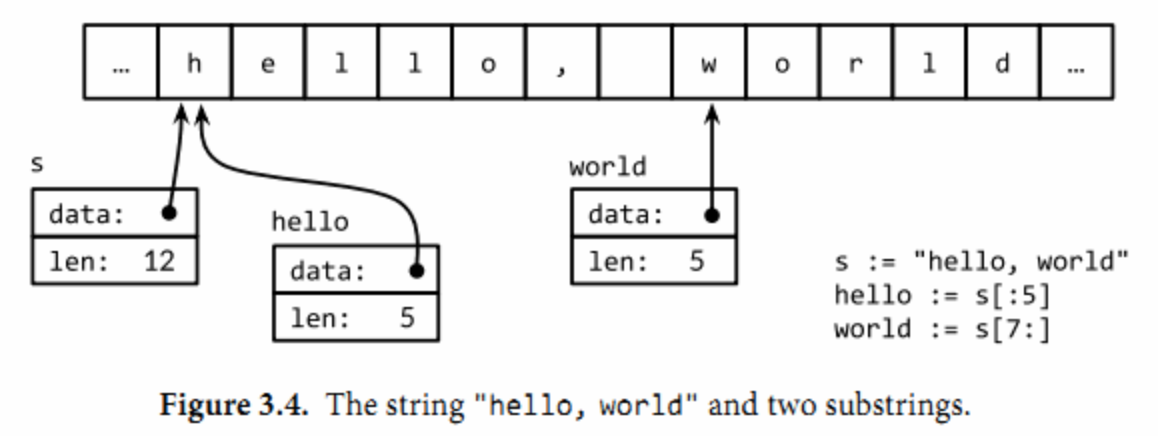 … h e l l o , w o r l d …
s
data:
len: 12
hello
data:
len: 5
world
data:
len: 5
s := "hello, world"
hello := s[:5]
world := s[7:]
Figure 3.4. The string "hello, world" and two substrings.